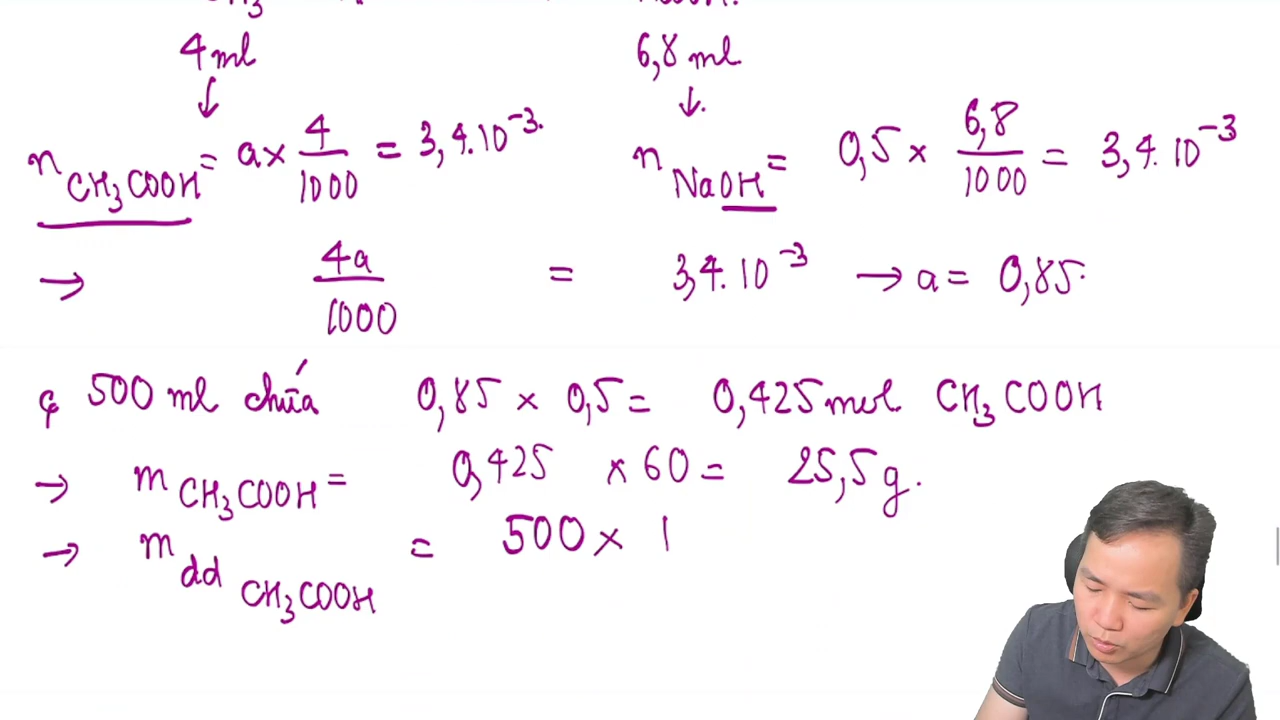 4ml 6,8 ml
↓ ↓
n CH₃COOH = a × 4/1000 = 3,4.10⁻³ n NaOH = 0,5 × 6,8/1000 = 3,4.10⁻³
→ 4a/1000 = 3,4.10⁻³ → a = 0,85
500 ml chứa 0,85 × 0,5 = 0,425 mol CH₃COOH
→ m CH₃COOH = 0,425 × 60 = 25,5g.
→ m dd CH₃COOH = 500 × 1